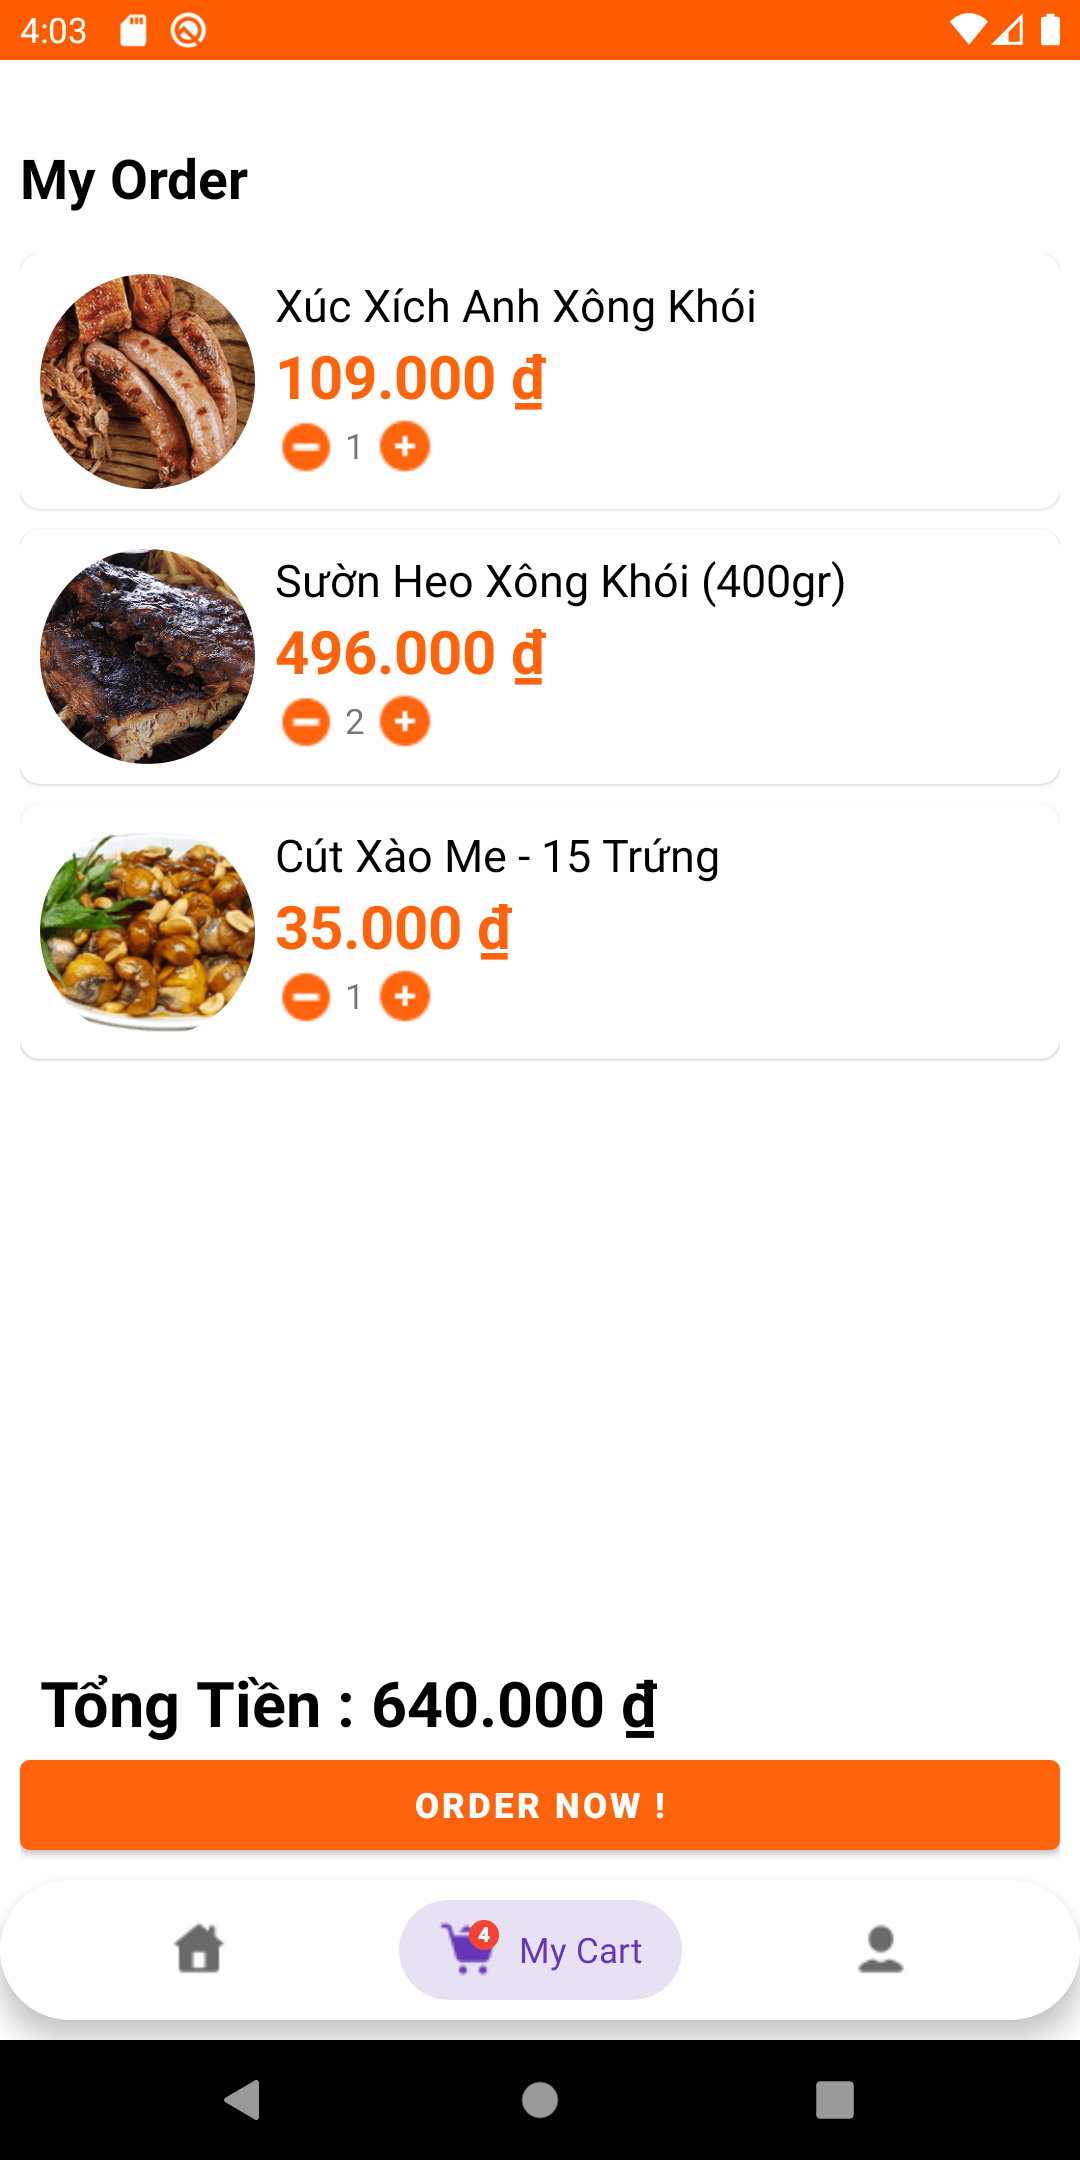 4:03
My Order
Xúc Xích Anh Xông Khói
109.000 ₫
1
Sườn Heo Xông Khói (400gr)
496.000 ₫
2
Cút Xào Me - 15 Trứng
35.000 ₫
1
Tổng Tiền : 640.000 ₫
ORDER NOW !
4
My Cart